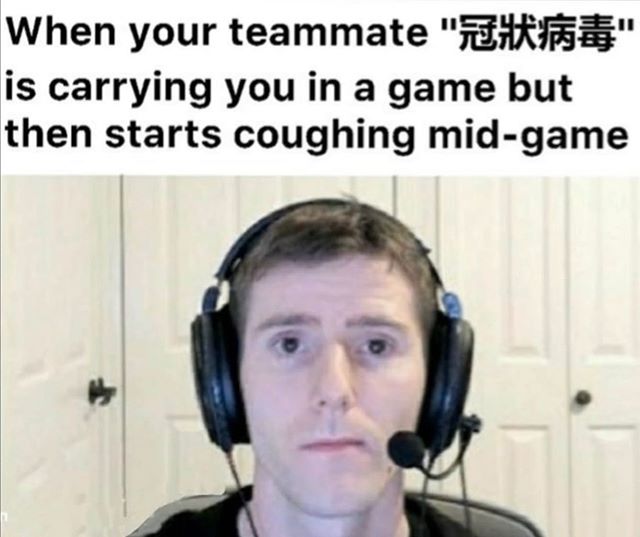 When your teammate "冠狀病毒"
is carrying you in a game but
then starts coughing mid-game